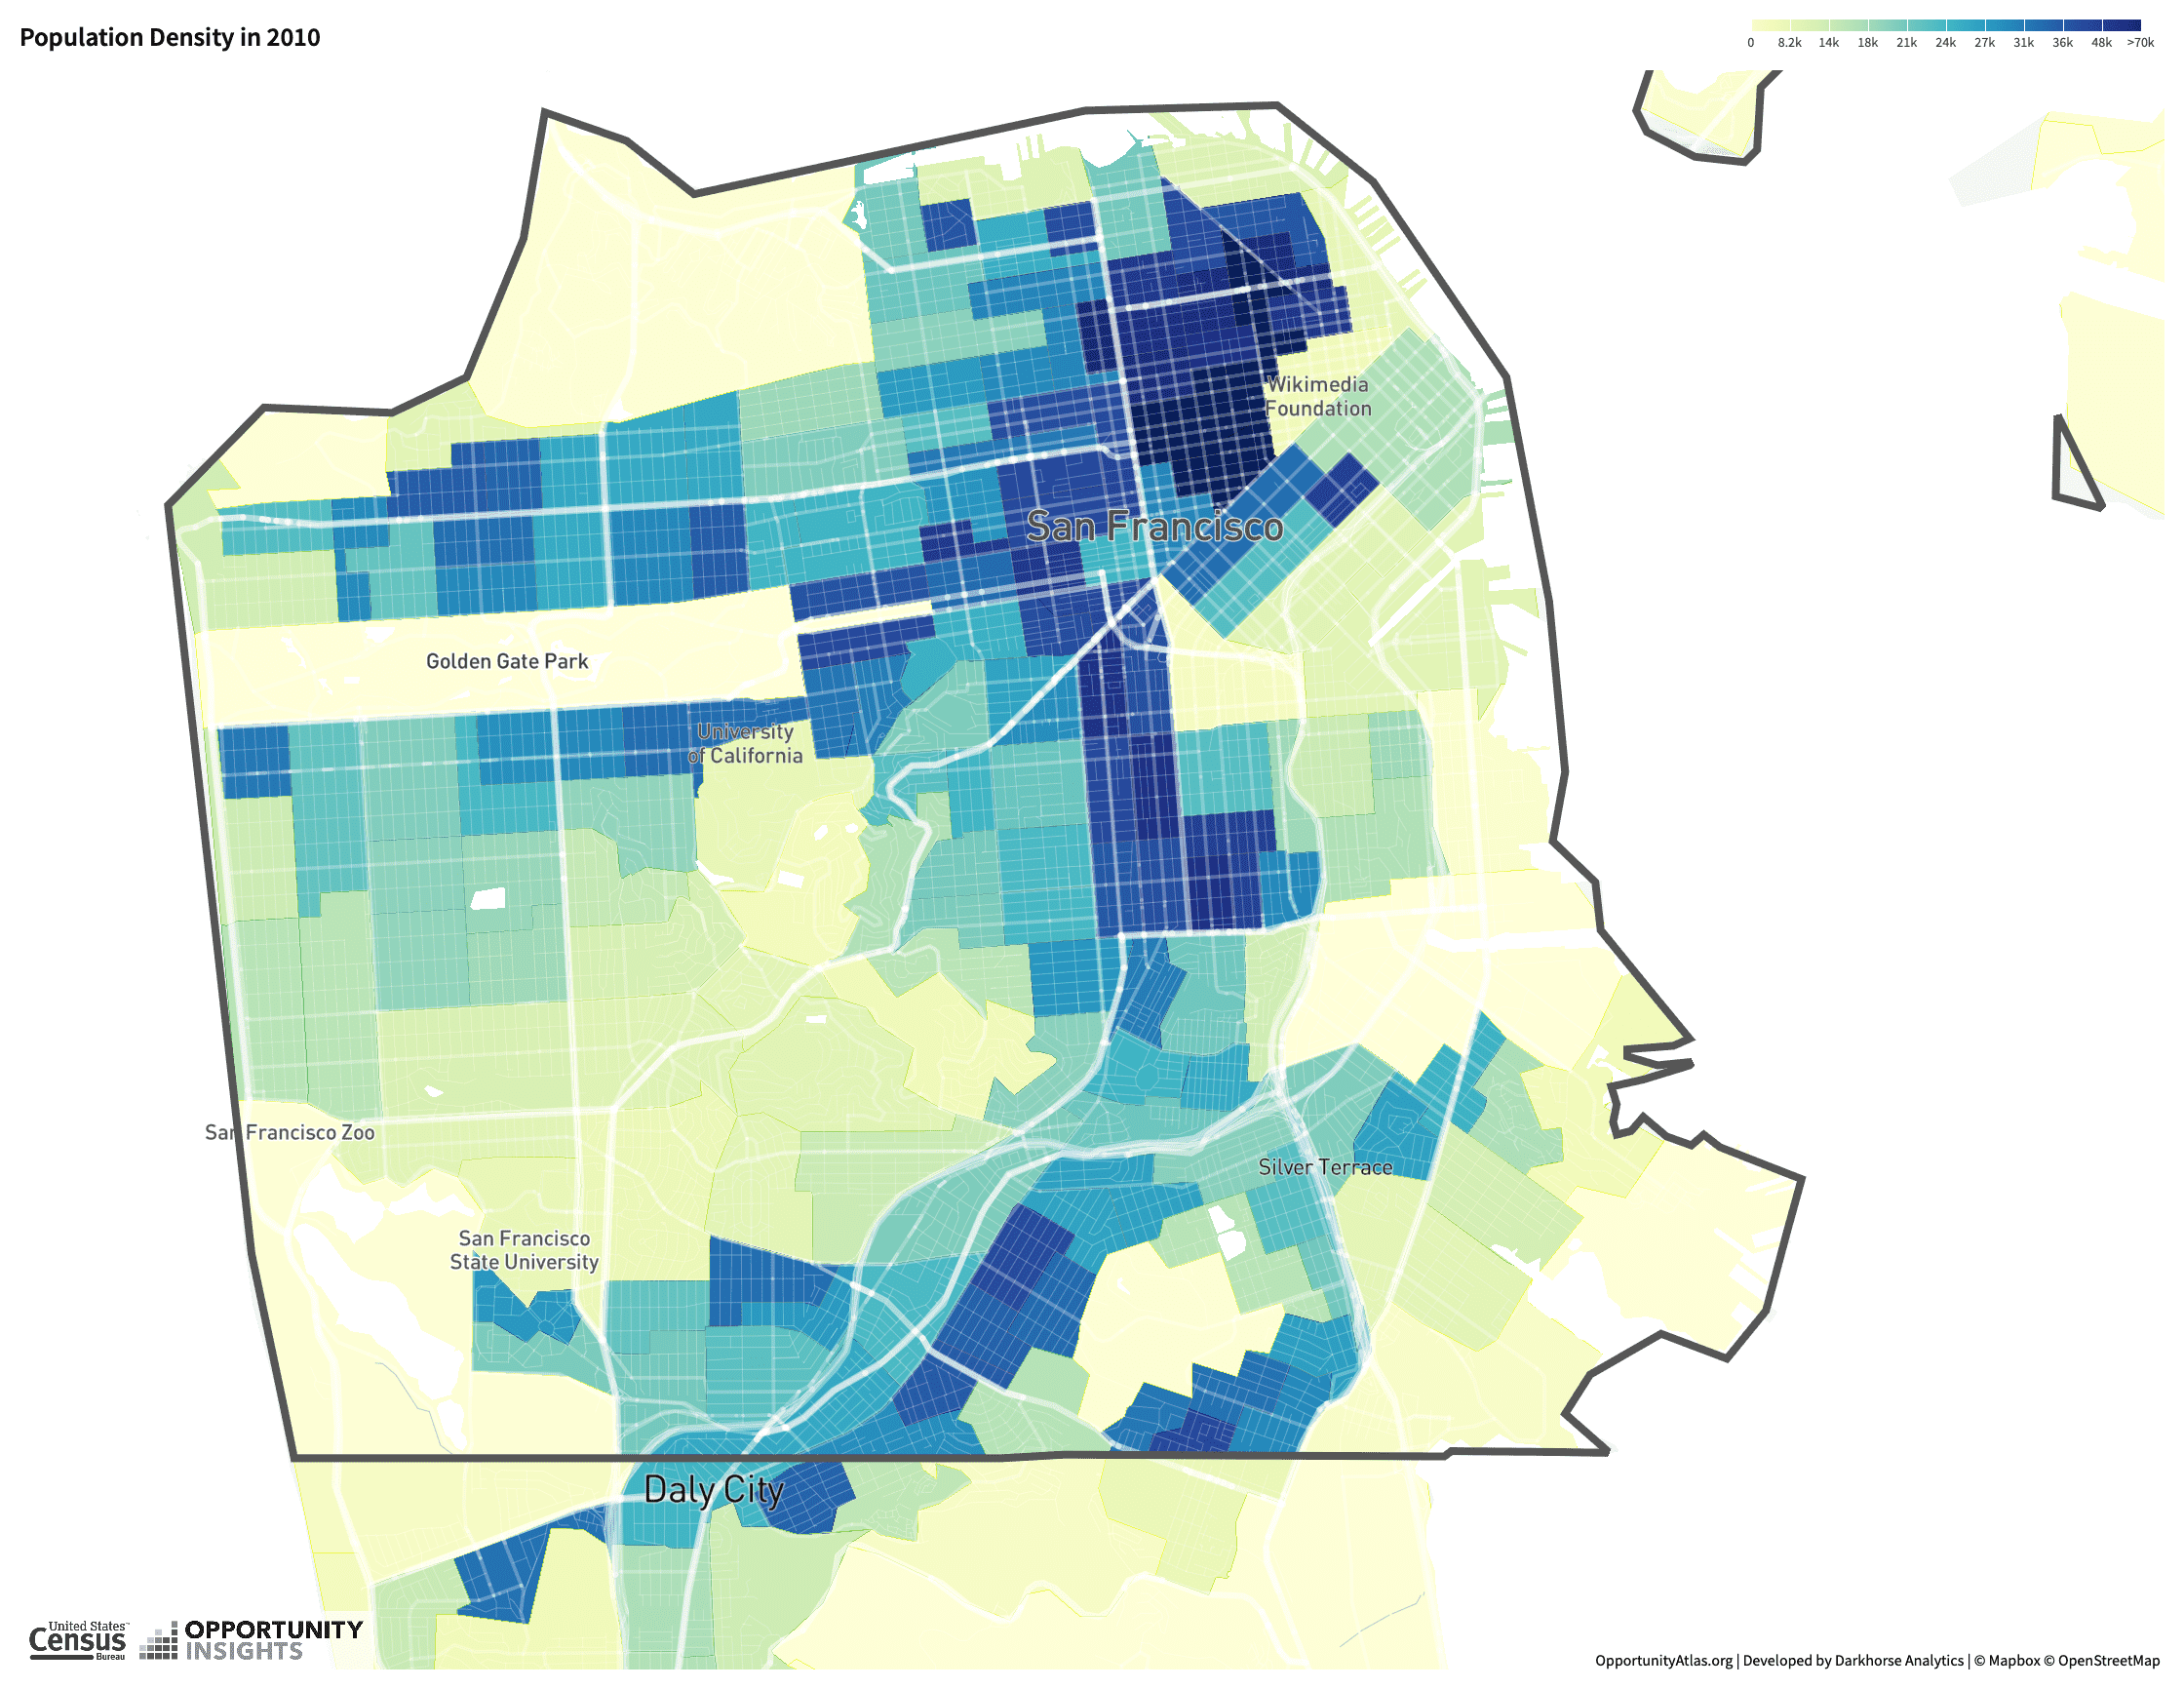 Population Density in 2010
0 8.2k 14k 18k 21k 24k 27k 31k 36k 48k >70k
Wikimedia
Foundation
San Francisco
Golden Gate Park
University
of California
San Francisco Zoo
Silver Terrace
San Francisco
State University
Daly City
United States™
Census
Bureau
OPPORTUNITY
INSIGHTS
OpportunityAtlas.org | Developed by Darkhorse Analytics | © Mapbox © OpenStreetMap